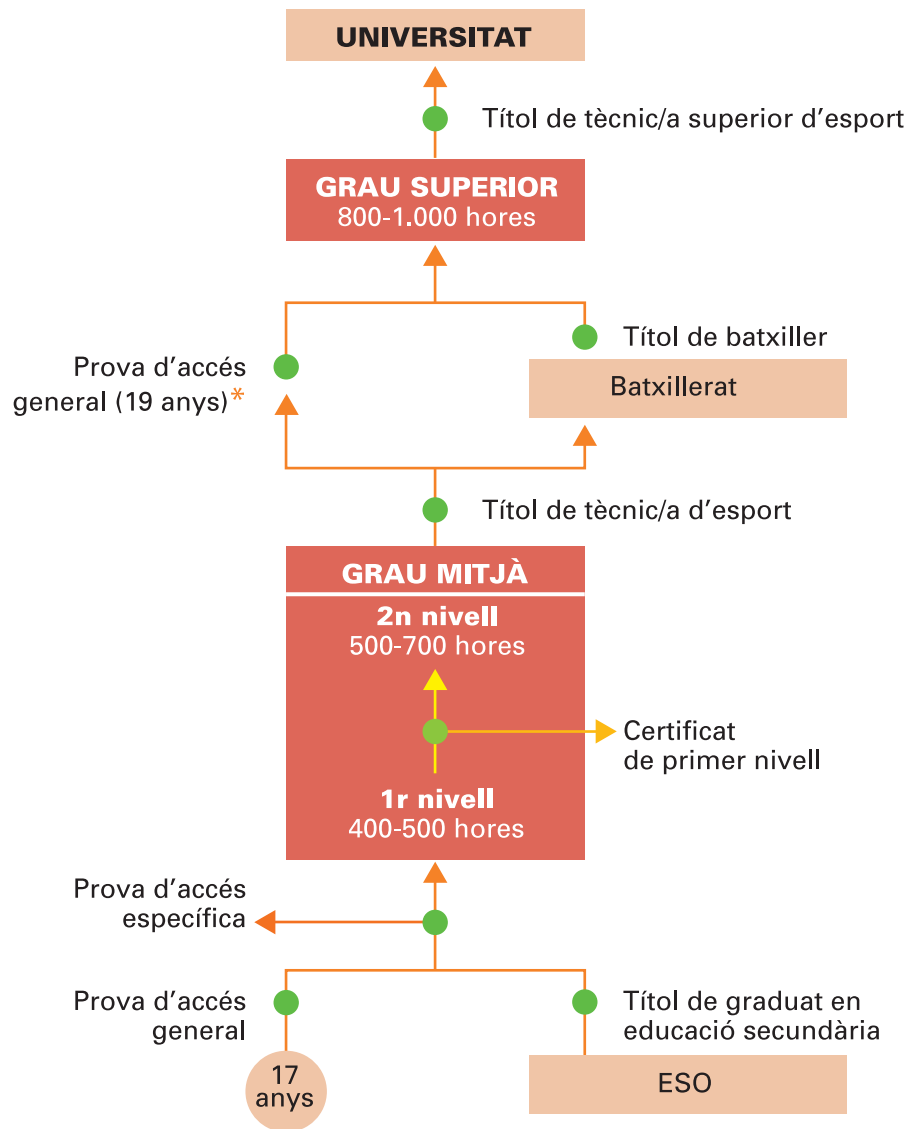 UNIVERSITAT
Títol de tècnic/a superior d'esport
GRAU SUPERIOR
800-1.000 hores
Títol de batxiller
Prova d'accés
general (19 anys)*
Batxillerat
Títol de tècnic/a d'esport
GRAU MITJÀ
2n nivell
500-700 hores
Certificat
de primer nivell
1r nivell
400-500 hores
Prova d'accés
específica
Prova d'accés
general
Títol de graduat en
educació secundària
17
anys
ESO